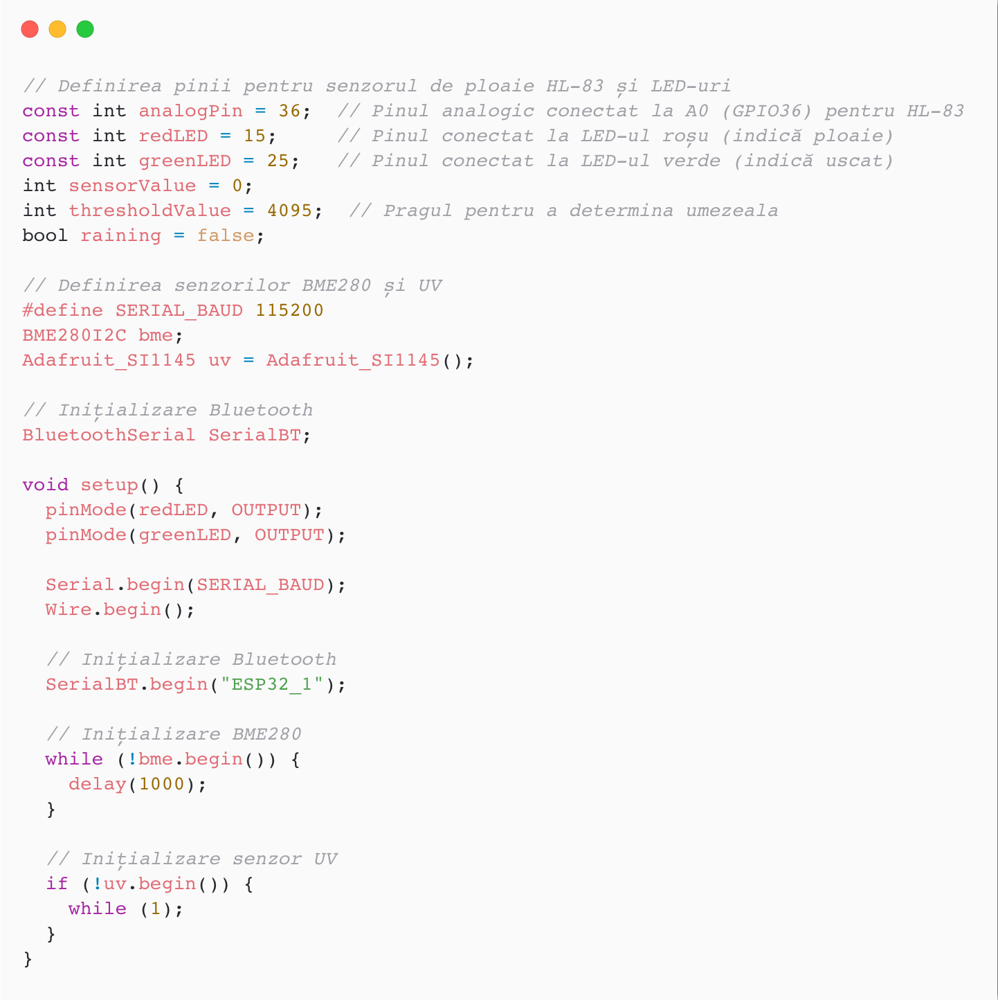 // Definirea pinii pentru senzorul de ploaie HL-83 și LED-uri
const int analogPin = 36;  // Pinul analogic conectat la A0 (GPIO36) pentru HL-83
const int redLED = 15;     // Pinul conectat la LED-ul roșu (indică ploaie)
const int greenLED = 25;   // Pinul conectat la LED-ul verde (indică uscat)
int sensorValue = 0;
int thresholdValue = 4095;  // Pragul pentru a determina umezeala
bool raining = false;

// Definirea senzorilor BME280 și UV
#define SERIAL_BAUD 115200
BME280I2C bme;
Adafruit_SI1145 uv = Adafruit_SI1145();

// Inițializare Bluetooth
BluetoothSerial SerialBT;

void setup() {
  pinMode(redLED, OUTPUT);
  pinMode(greenLED, OUTPUT);

  Serial.begin(SERIAL_BAUD);
  Wire.begin();

  // Inițializare Bluetooth
  SerialBT.begin("ESP32_1");

  // Inițializare BME280
  while (!bme.begin()) {
    delay(1000);
  }

  // Inițializare senzor UV
  if (!uv.begin()) {
    while (1);
  }
}